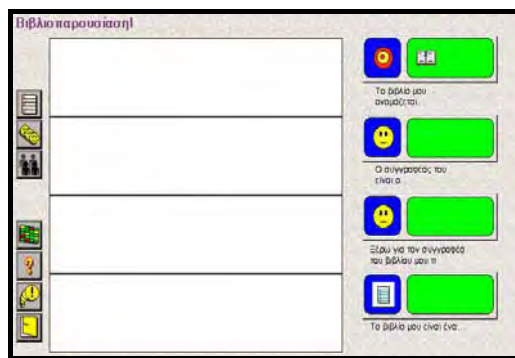 Βιβλιοπαρουσίαση!
Το βιβλίο μου
ονομάζεται...
Ο συγγραφέας του
είναι ο...
Ξέρω για τον συγγραφέα
του βιβλίου μου
Το βιβλίο μου είναι ένα...